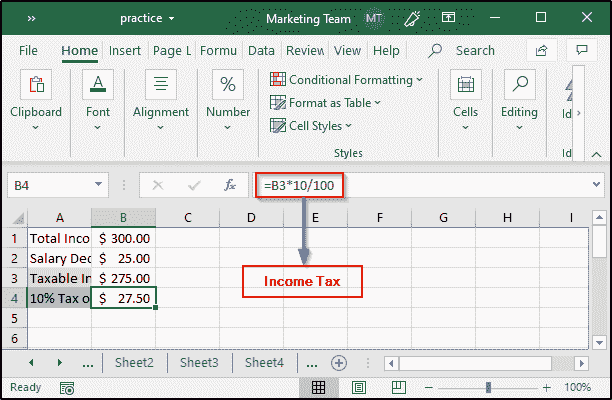 practice Marketing Team MT
File Home Insert Page L Formu Data Review View Help Search
Clipboard Font Alignment Number Conditional Formatting Format as Table Cell Styles Cells Editing Id
Styles
B4 fx =B3*10/100
A B C D E F G H I
1 Total Inco $ 300.00
2 Salary Dec $ 25.00
3 Taxable In $ 275.00
4 10% Tax o $ 27.50
Income Tax
5
6
... Sheet2 Sheet3 Sheet4 ...
Ready 100%